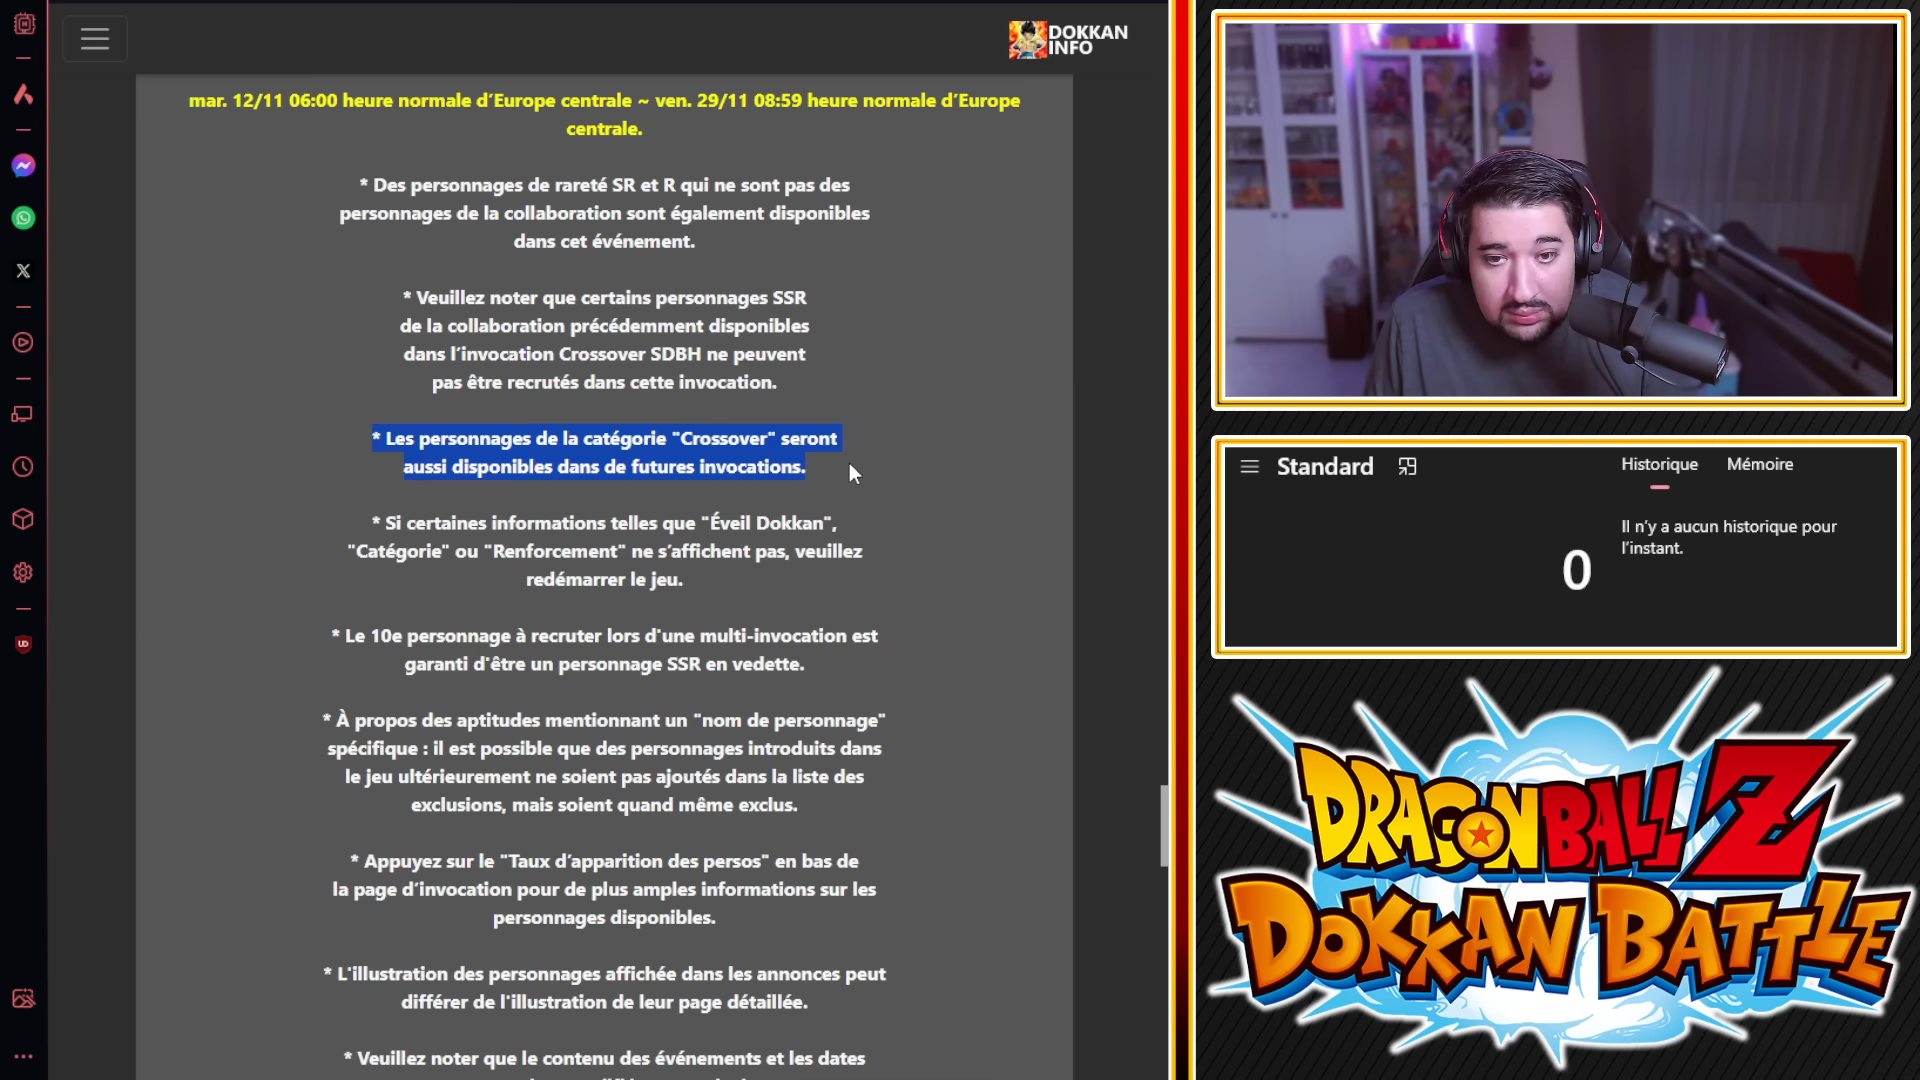 DOKKAN
INFO
mar. 12/11 06:00 heure normale d’Europe centrale ~ ven. 29/11 08:59 heure normale d’Europe
centrale.
* Des personnages de rareté SR et R qui ne sont pas des
personnages de la collaboration sont également disponibles
dans cet événement.
* Veuillez noter que certains personnages SSR
de la collaboration précédemment disponibles
dans l’invocation Crossover SDBH ne peuvent
pas être recrutés dans cette invocation.
* Les personnages de la catégorie "Crossover" seront
aussi disponibles dans de futures invocations.
* Si certaines informations telles que "Éveil Dokkan",
"Catégorie" ou "Renforcement" ne s’affichent pas, veuillez
redémarrer le jeu.
* Le 10e personnage à recruter lors d'une multi-invocation est
garanti d'être un personnage SSR en vedette.
* À propos des aptitudes mentionnant un "nom de personnage"
spécifique : il est possible que des personnages introduits dans
le jeu ultérieurement ne soient pas ajoutés dans la liste des
exclusions, mais soient quand même exclus.
* Appuyez sur le "Taux d’apparition des persos" en bas de
la page d’invocation pour de plus amples informations sur les
personnages disponibles.
* L'illustration des personnages affichée dans les annonces peut
différer de l'illustration de leur page détaillée.
* Veuillez noter que le contenu des événements et les dates
Standard
Historique Mémoire
Il n’y a aucun historique pour
l’instant.
0
DRAGONBALL Z
DOKKAN BATTLE